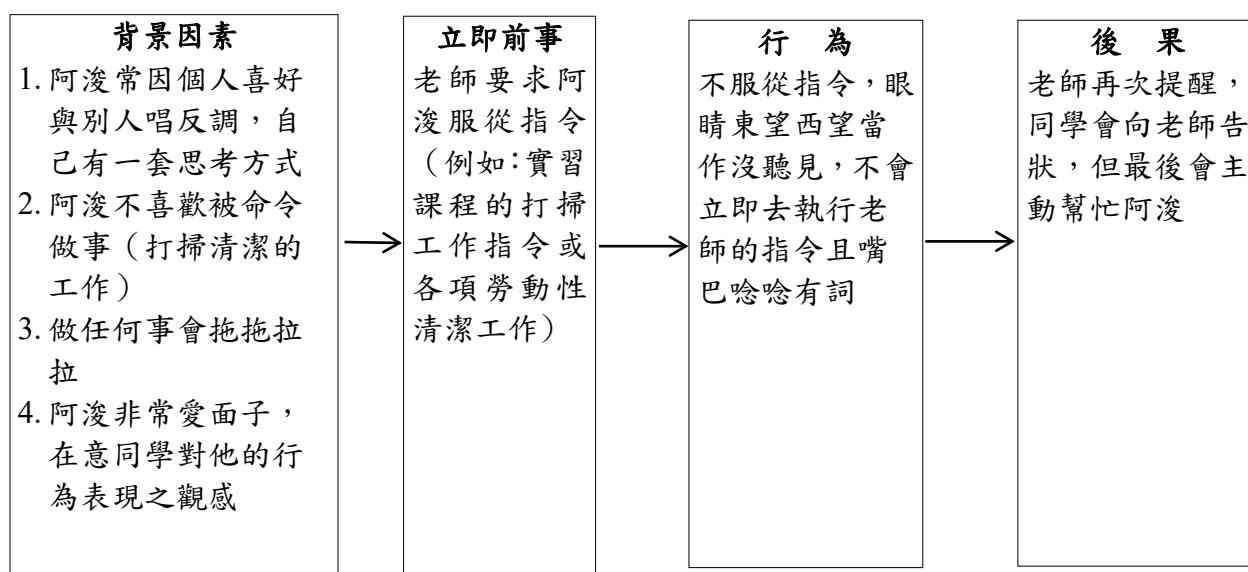 背景因素
1. 阿浚常因個人喜好
與別人唱反調，自
己有一套思考方式
2. 阿浚不喜歡被命令
做事（打掃清潔的
工作）
3. 做任何事會拖拖拉
拉
4. 阿浚非常愛面子，
在意同學對他的行
為表現之觀感
立即前事
老師要求阿
浚服從指令
（例如：實習
課程的打掃
工作指令或
各項勞動性
清潔工作）
行　為
不服從指令，眼
睛東望西望當
作沒聽見，不會
立即去執行老
師的指令且嘴
巴唸唸有詞
後　果
老師再次提醒，
同學會向老師告
狀，但最後會主
動幫忙阿浚